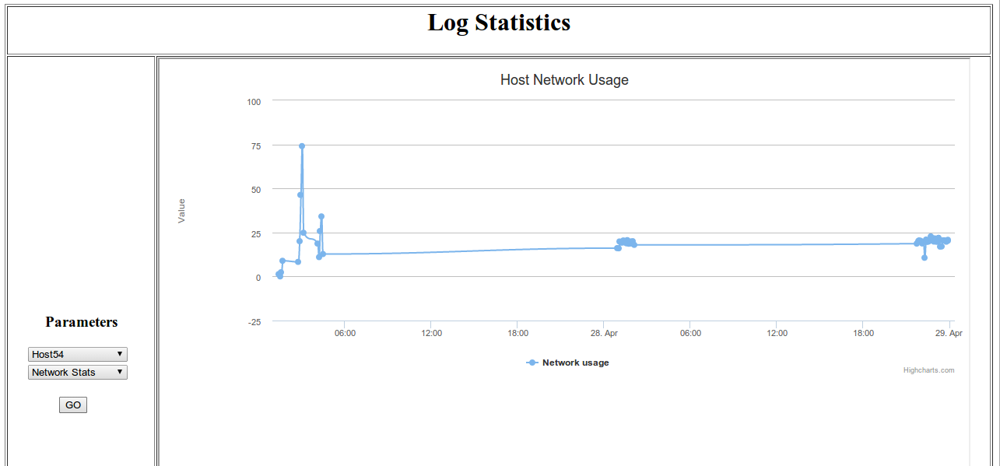 Log Statistics
Parameters
Host54
Network Stats
GO
Host Network Usage
Value
100
75
50
25
0
-25
06:00 12:00 18:00 28. Apr 06:00 12:00 18:00 29. Apr
Network usage
Highcharts.com